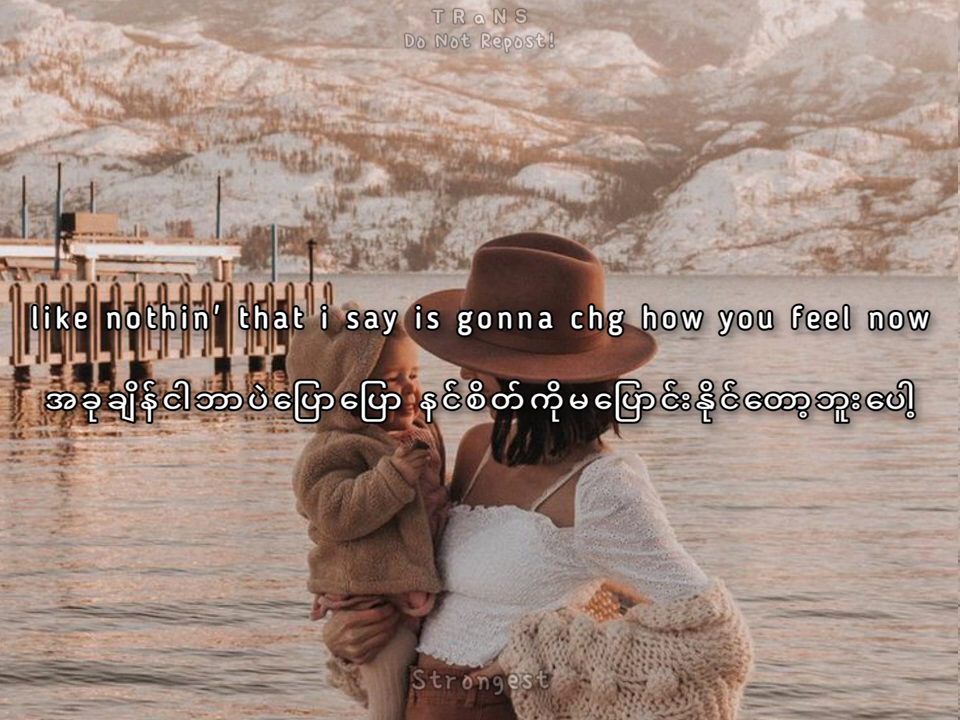 TRaNS
Do Not Repost!
like nothin' that i say is gonna chg how you feel now
အခုချိန်ငါဘာပဲပြောပြော နင်စိတ်ကိုမပြောင်းနိုင်တော့ဘူးပေါ့
Strongest